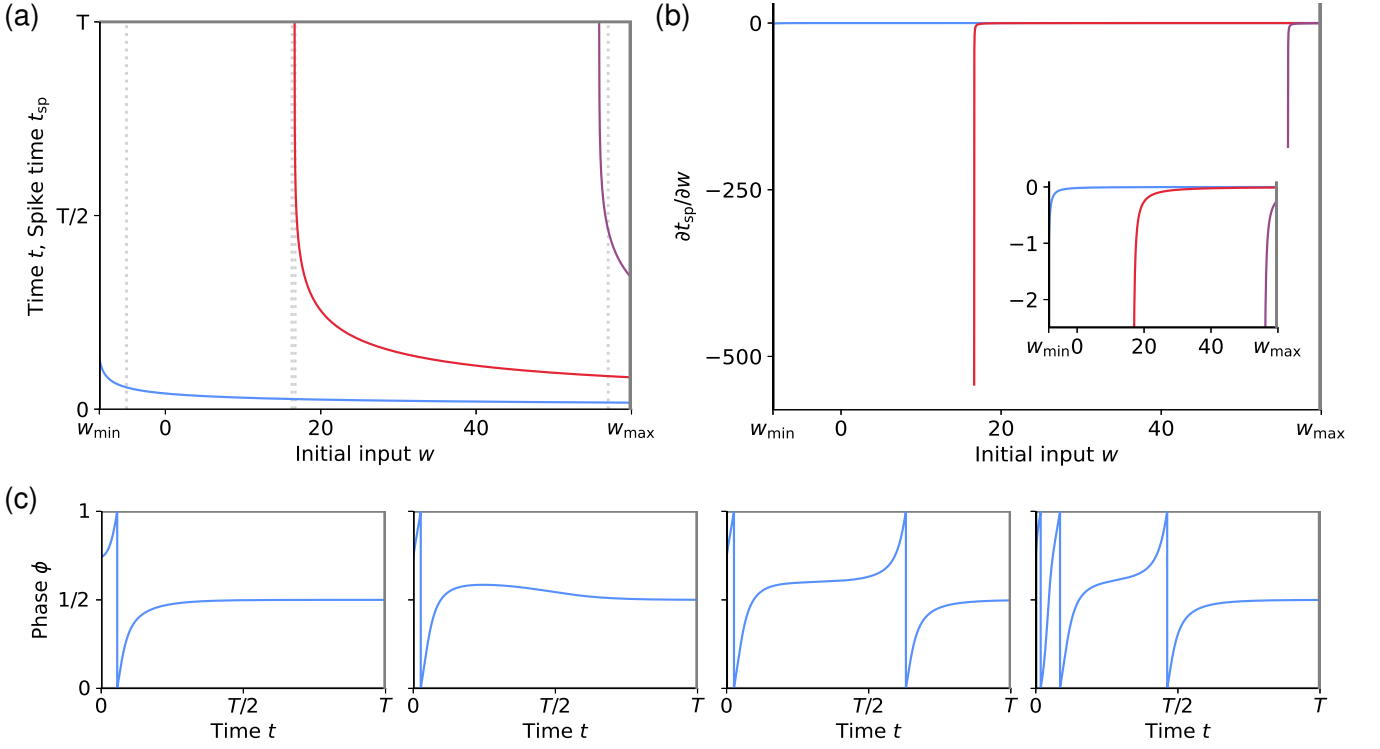 (a)
T
T/2
0
Time t, Spike time t_sp
w_min 0 20 40 w_max
Initial input w
(b)
0
−250
−500
∂t_sp/∂w
w_min 0 20 40 w_max
Initial input w
0
−1
−2
w_min 0 20 40 w_max
(c)
1
1/2
0
Phase ϕ
0 T/2 T
Time t
0 T/2 T
Time t
0 T/2 T
Time t
0 T/2 T
Time t